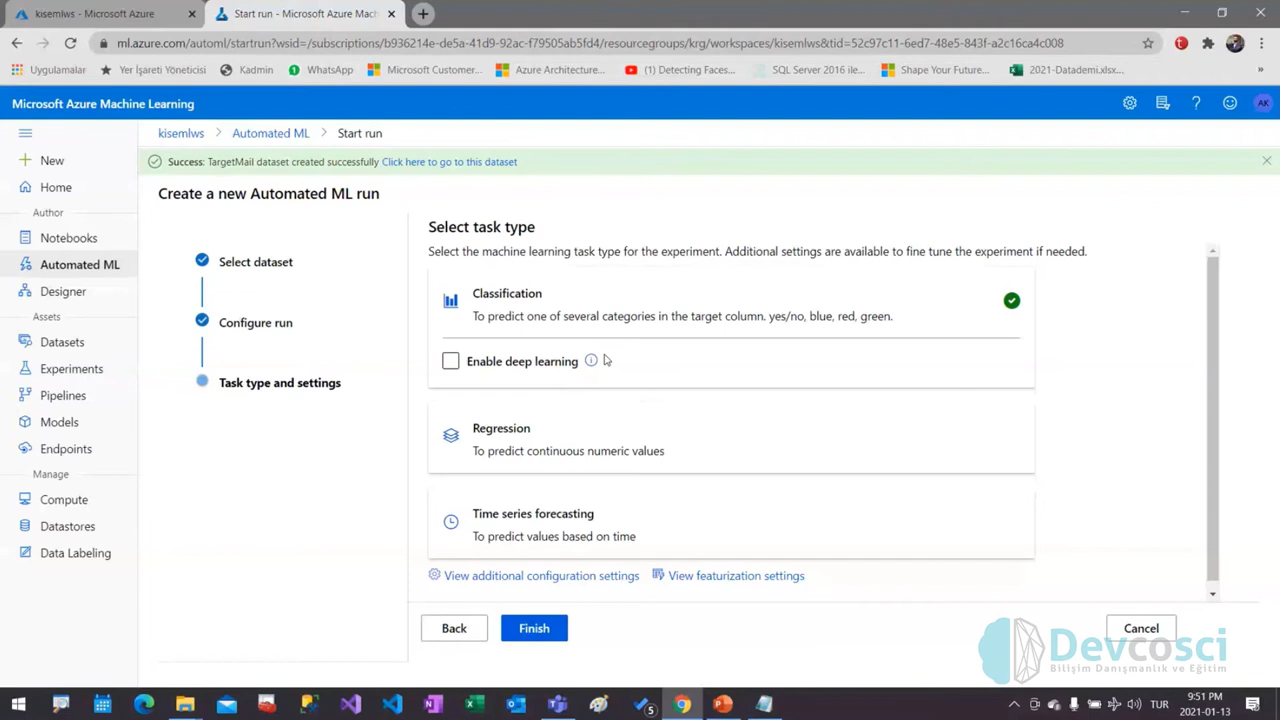 kisemlws - Microsoft Azure
Start run - Microsoft Azure Mach
ml.azure.com/automl/startrun?wsid=/subscriptions/b936214e-de5a-41d9-92ac-f79505ab5fd4/resourcegroups/krg/workspaces/kisemlws&tid=52c97c11-6ed7-48e5-843f-a2c16ca4c008
Uygulamalar
Yer İşareti Yöneticisi
Kadmin
WhatsApp
Microsoft Customer...
Azure Architecture...
(1) Detecting Faces...
SQL Server 2016 ile...
Shape Your Future...
2021-Datademi.xlsx...
Microsoft Azure Machine Learning
AK
kisemlws > Automated ML > Start run
New
Home
Author
Notebooks
Automated ML
Designer
Assets
Datasets
Experiments
Pipelines
Models
Endpoints
Manage
Compute
Datastores
Data Labeling
Success: TargetMail dataset created successfully Click here to go to this dataset
Create a new Automated ML run
Select dataset
Configure run
Task type and settings
Select task type
Select the machine learning task type for the experiment. Additional settings are available to fine tune the experiment if needed.
Classification
To predict one of several categories in the target column. yes/no, blue, red, green.
Enable deep learning
Regression
To predict continuous numeric values
Time series forecasting
To predict values based on time
View additional configuration settings
View featurization settings
Back
Finish
Cancel
Devcosci
Bilişim Danışmanlık ve Eğitim
5
TUR
9:51 PM
2021-01-13